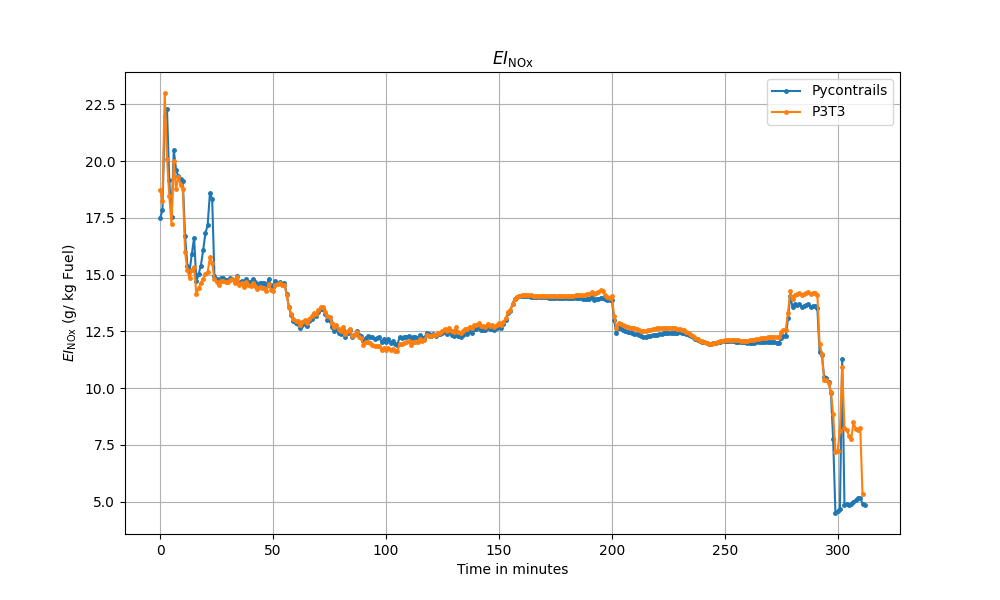 EI_NOx
Pycontrails
P3T3
EI_NOx (g/ kg Fuel)
22.5
20.0
17.5
15.0
12.5
10.0
7.5
5.0
0 50 100 150 200 250 300
Time in minutes